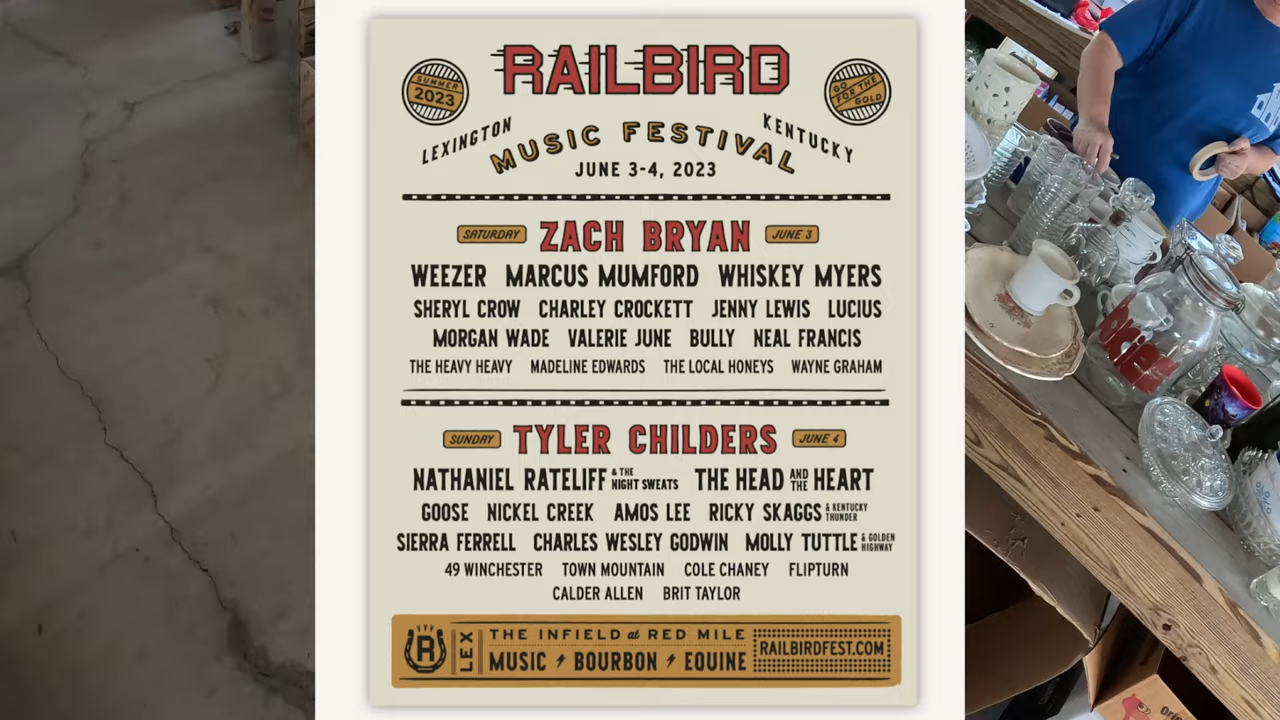 RAILBIRD
SUMMER
2023
GO
FOR THE
GOLD
LEXINGTON
KENTUCKY
MUSIC FESTIVAL
JUNE 3-4, 2023
SATURDAY ZACH BRYAN JUNE 3
WEEZER MARCUS MUMFORD WHISKEY MYERS
SHERYL CROW CHARLEY CROCKETT JENNY LEWIS LUCIUS
MORGAN WADE VALERIE JUNE BULLY NEAL FRANCIS
THE HEAVY HEAVY MADELINE EDWARDS THE LOCAL HONEYS WAYNE GRAHAM
SUNDAY TYLER CHILDERS JUNE 4
NATHANIEL RATELIFF & THE NIGHT SWEATS THE HEAD AND THE HEART
GOOSE NICKEL CREEK AMOS LEE RICKY SKAGGS & KENTUCKY THUNDER
SIERRA FERRELL CHARLES WESLEY GODWIN MOLLY TUTTLE & GOLDEN HIGHWAY
49 WINCHESTER TOWN MOUNTAIN COLE CHANEY FLIPTURN
CALDER ALLEN BRIT TAYLOR
R LEX
THE INFIELD at RED MILE
MUSIC BOURBON EQUINE
RAILBIRDFEST.COM